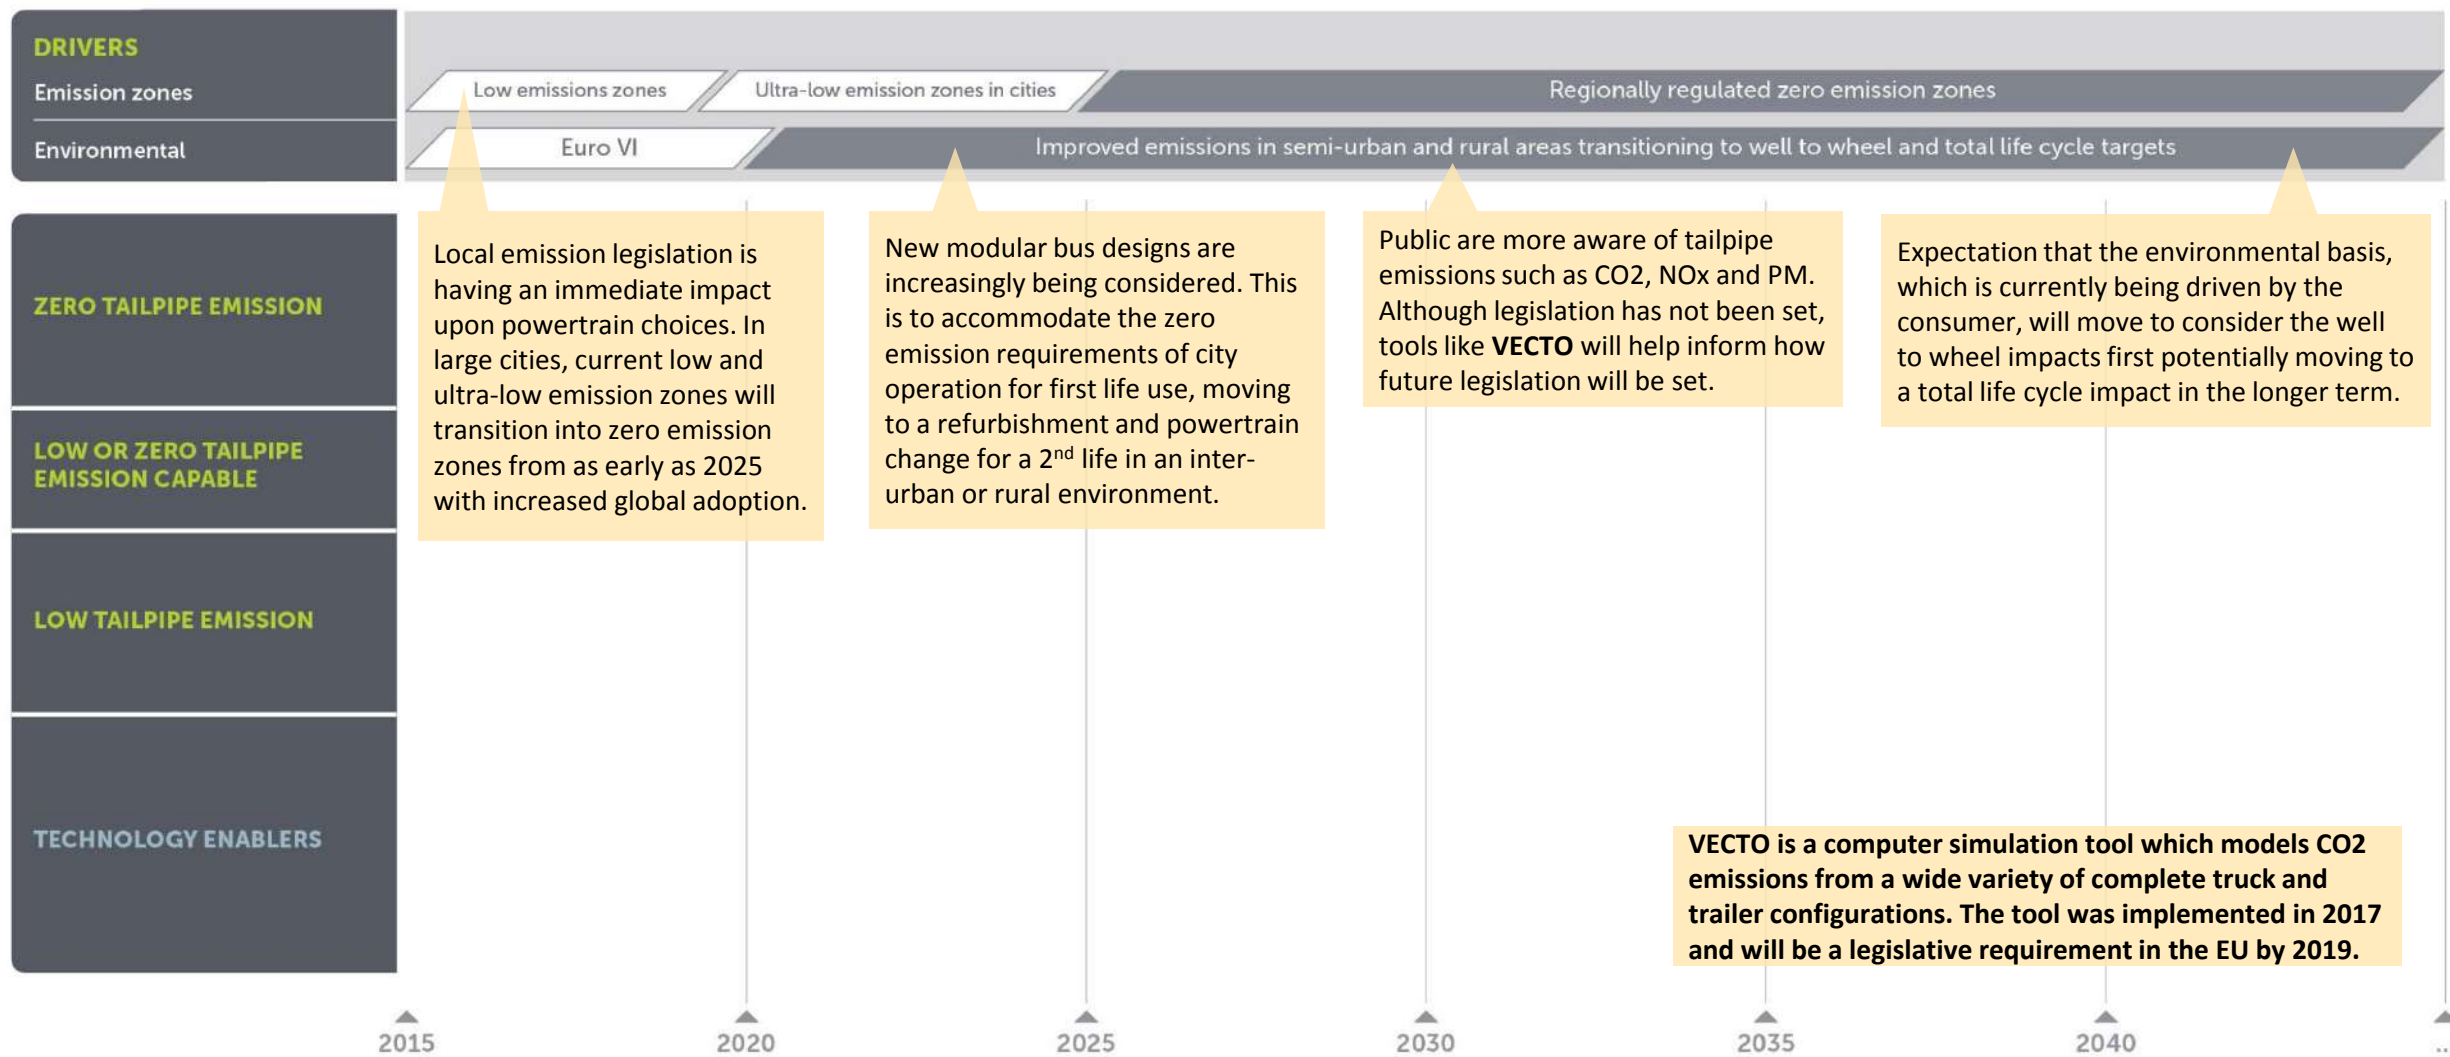 DRIVERS
Emission zones
Low emissions zones
Ultra-low emission zones in cities
Regionally regulated zero emission zones
Environmental
Euro VI
Improved emissions in semi-urban and rural areas transitioning to well to wheel and total life cycle targets
ZERO TAILPIPE EMISSION
LOW OR ZERO TAILPIPE
EMISSION CAPABLE
LOW TAILPIPE EMISSION
TECHNOLOGY ENABLERS
Local emission legislation is
having an immediate impact
upon powertrain choices. In
large cities, current low and
ultra-low emission zones will
transition into zero emission
zones from as early as 2025
with increased global adoption.
New modular bus designs are
increasingly being considered. This
is to accommodate the zero
emission requirements of city
operation for first life use, moving
to a refurbishment and powertrain
change for a 2nd life in an inter-
urban or rural environment.
Public are more aware of tailpipe
emissions such as CO2, NOx and PM.
Although legislation has not been set,
tools like VECTO will help inform how
future legislation will be set.
Expectation that the environmental basis,
which is currently being driven by the
consumer, will move to consider the well
to wheel impacts first potentially moving to
a total life cycle impact in the longer term.
VECTO is a computer simulation tool which models CO2
emissions from a wide variety of complete truck and
trailer configurations. The tool was implemented in 2017
and will be a legislative requirement in the EU by 2019.
2015
2020
2025
2030
2035
2040
..